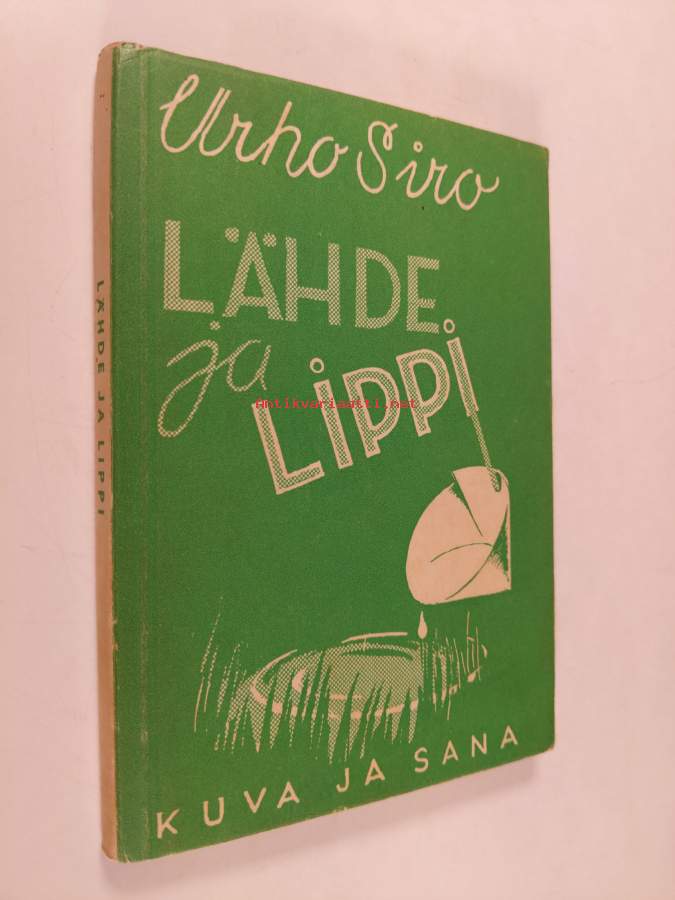 Urho Siro
LÄHDE
ja
LIPPI
Antikvariaatti.net
KUVA JA SANA
LÄHDE JA LIPPI